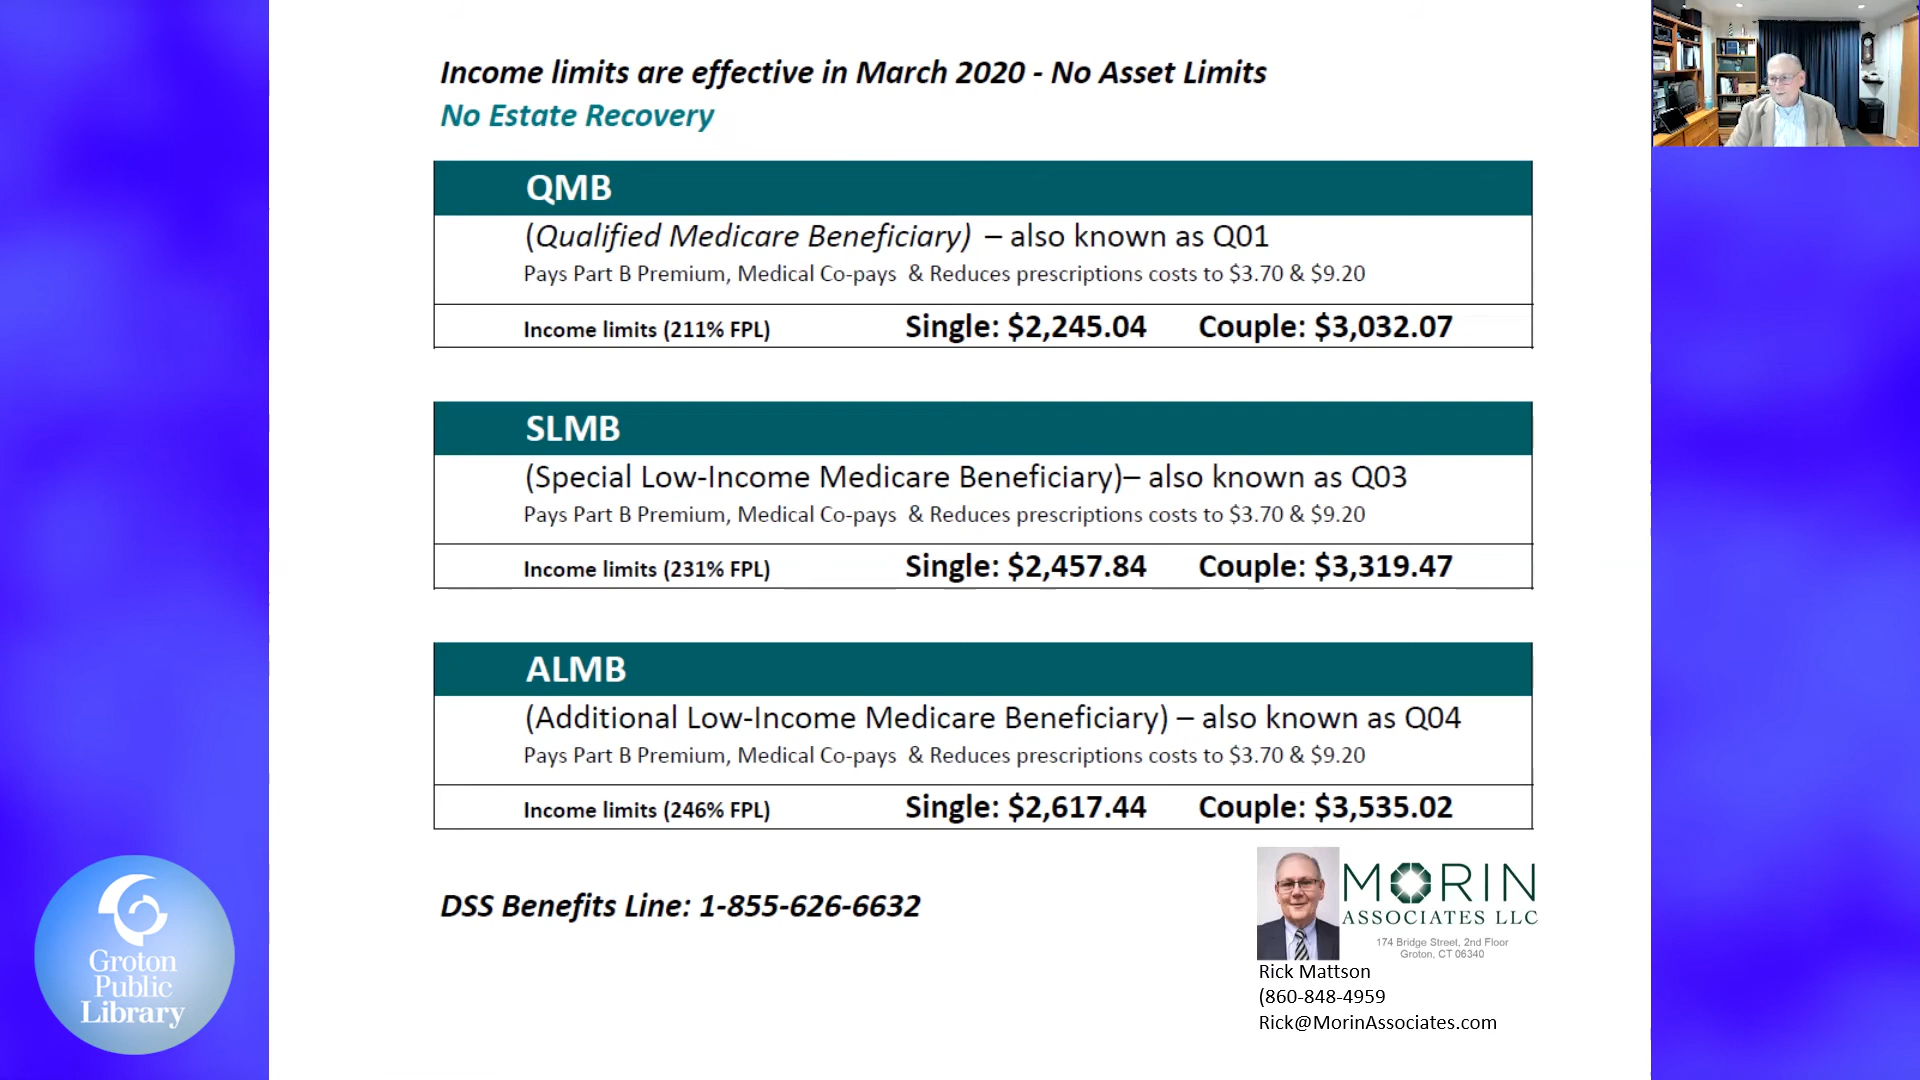 Income limits are effective in March 2020 - No Asset Limits
No Estate Recovery
QMB
(Qualified Medicare Beneficiary) – also known as Q01
Pays Part B Premium, Medical Co-pays & Reduces prescriptions costs to $3.70 & $9.20
Income limits (211% FPL) Single: $2,245.04 Couple: $3,032.07
SLMB
(Special Low-Income Medicare Beneficiary)– also known as Q03
Pays Part B Premium, Medical Co-pays & Reduces prescriptions costs to $3.70 & $9.20
Income limits (231% FPL) Single: $2,457.84 Couple: $3,319.47
ALMB
(Additional Low-Income Medicare Beneficiary) – also known as Q04
Pays Part B Premium, Medical Co-pays & Reduces prescriptions costs to $3.70 & $9.20
Income limits (246% FPL) Single: $2,617.44 Couple: $3,535.02
DSS Benefits Line: 1-855-626-6632
MORIN
ASSOCIATES LLC
174 Bridge Street, 2nd Floor
Groton, CT 06340
Rick Mattson
(860-848-4959
Rick@MorinAssociates.com
Groton
Public
Library